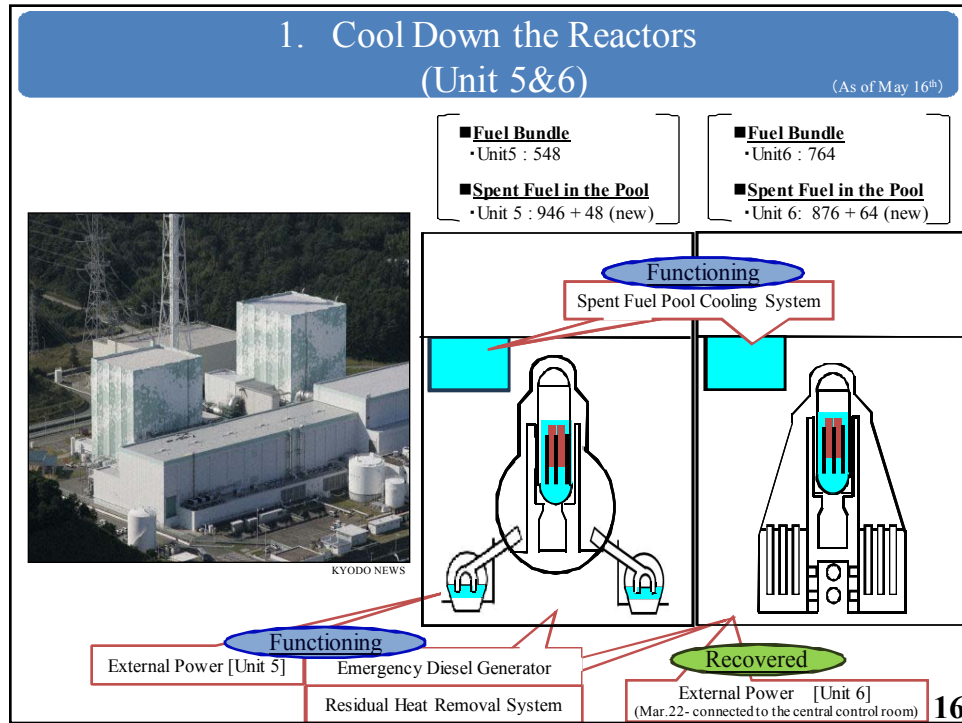 1. Cool Down the Reactors
(Unit 5&6)
(As of May 16th)
■Fuel Bundle
・Unit5 : 548
■Spent Fuel in the Pool
・Unit 5 : 946 + 48 (new)
■Fuel Bundle
・Unit6 : 764
■Spent Fuel in the Pool
・Unit 6: 876 + 64 (new)
Functioning
Spent Fuel Pool Cooling System
KYODO NEWS
Functioning
External Power [Unit 5]
Emergency Diesel Generator
Residual Heat Removal System
Recovered
External Power [Unit 6]
(Mar.22- connected to the central control room)
16